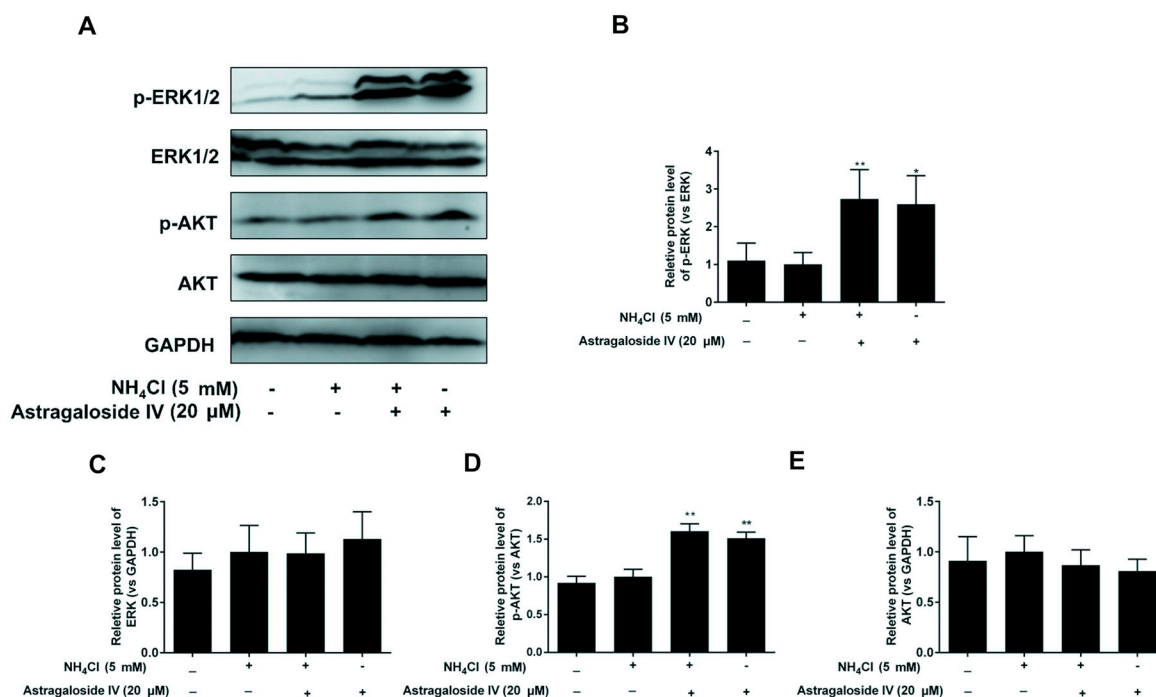 A
p-ERK1/2
ERK1/2
p-AKT
AKT
GAPDH
NH₄Cl (5 mM) - + + -
Astragaloside IV (20 μM) - - + +
B
Reletive protein level
of p-ERK (vs ERK)
4
3
2
1
0
** *
NH₄Cl (5 mM) – + + -
Astragaloside IV (20 μM) – – + +
C
Reletive protein level of
ERK (vs GAPDH)
1.5
1.0
0.5
0.0
NH₄Cl (5 mM) – + + -
Astragaloside IV (20 μM) – – + +
D
Reletive protein level of
p-AKT (vs AKT)
2.0
1.5
1.0
0.5
0.0
** **
NH₄Cl (5 mM) – + + -
Astragaloside IV (20 μM) – – + +
E
Reletive protein level of
AKT (vs GAPDH)
1.5
1.0
0.5
0.0
NH₄Cl (5 mM) – + + -
Astragaloside IV (20 μM) – – + +